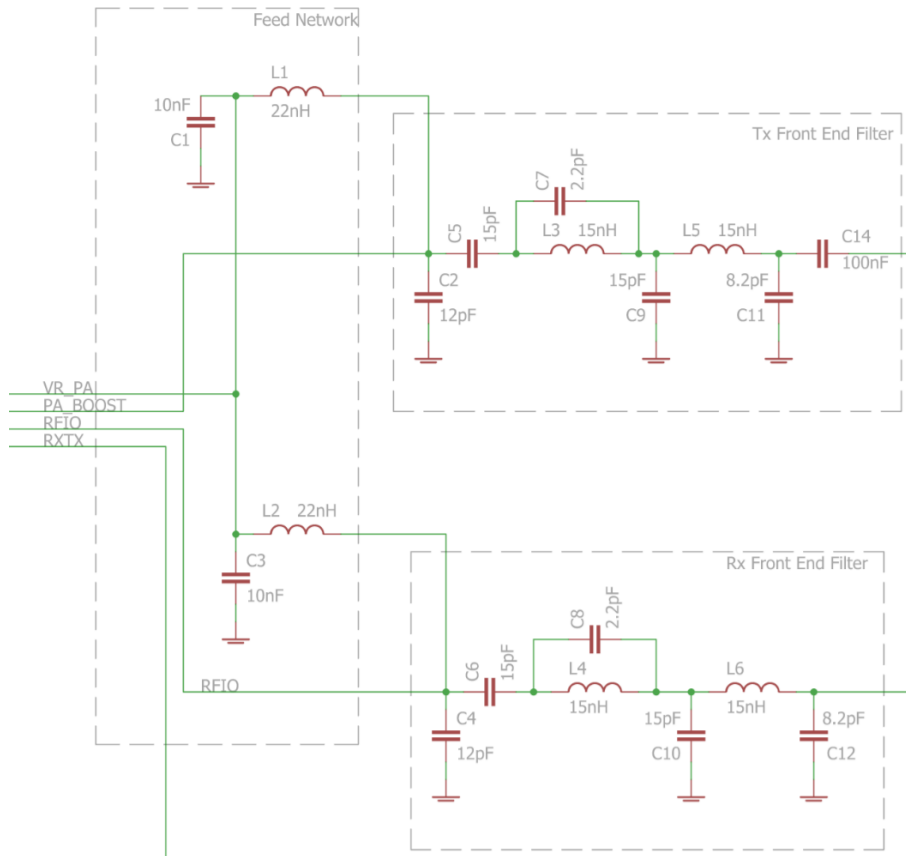 Feed Network
L1
10nF
22nH
C1
Tx Front End Filter
C7
2.2pF
C5
15pF
L3 15nH
L5 15nH
C14
100nF
C2
12pF
15pF
C9
8.2pF
C11
VR_PA
PA_BOOST
RFIO
RXTX
L2 22nH
C3
10nF
Rx Front End Filter
C8
2.2pF
C6
15pF
RFIO
L4
15nH
L6
15nH
C4
12pF
15pF
C10
8.2pF
C12